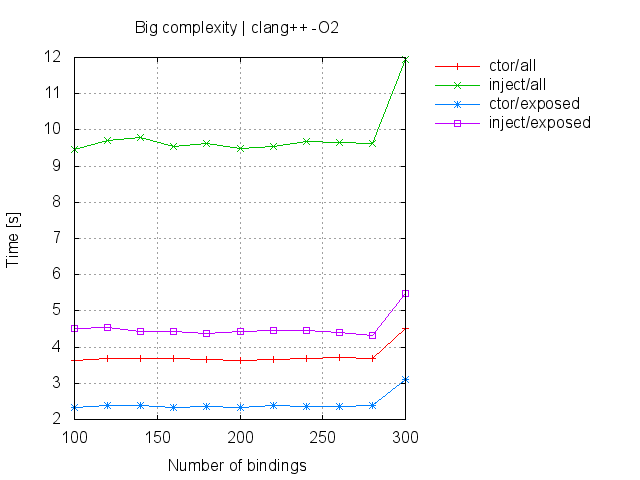 Big complexity | clang++ -O2
ctor/all
inject/all
ctor/exposed
inject/exposed
12
11
10
9
8
7
6
5
4
3
2
Time [s]
100 150 200 250 300
Number of bindings